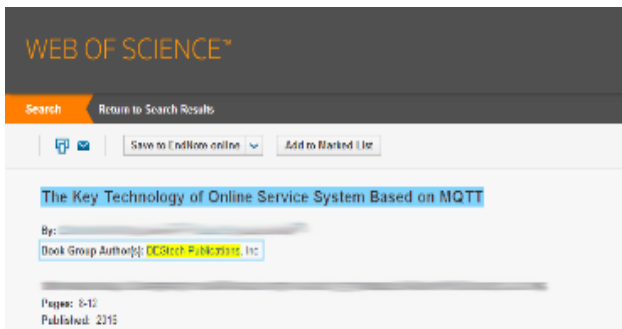 WEB OF SCIENCE™
Search Return to Search Results
Save to EndNote online Add to Marked List
The Key Technology of Online Service System Based on MQTT
By:
Book Group Author(s): DEStech Publications, Inc
Pages: 8-12
Published: